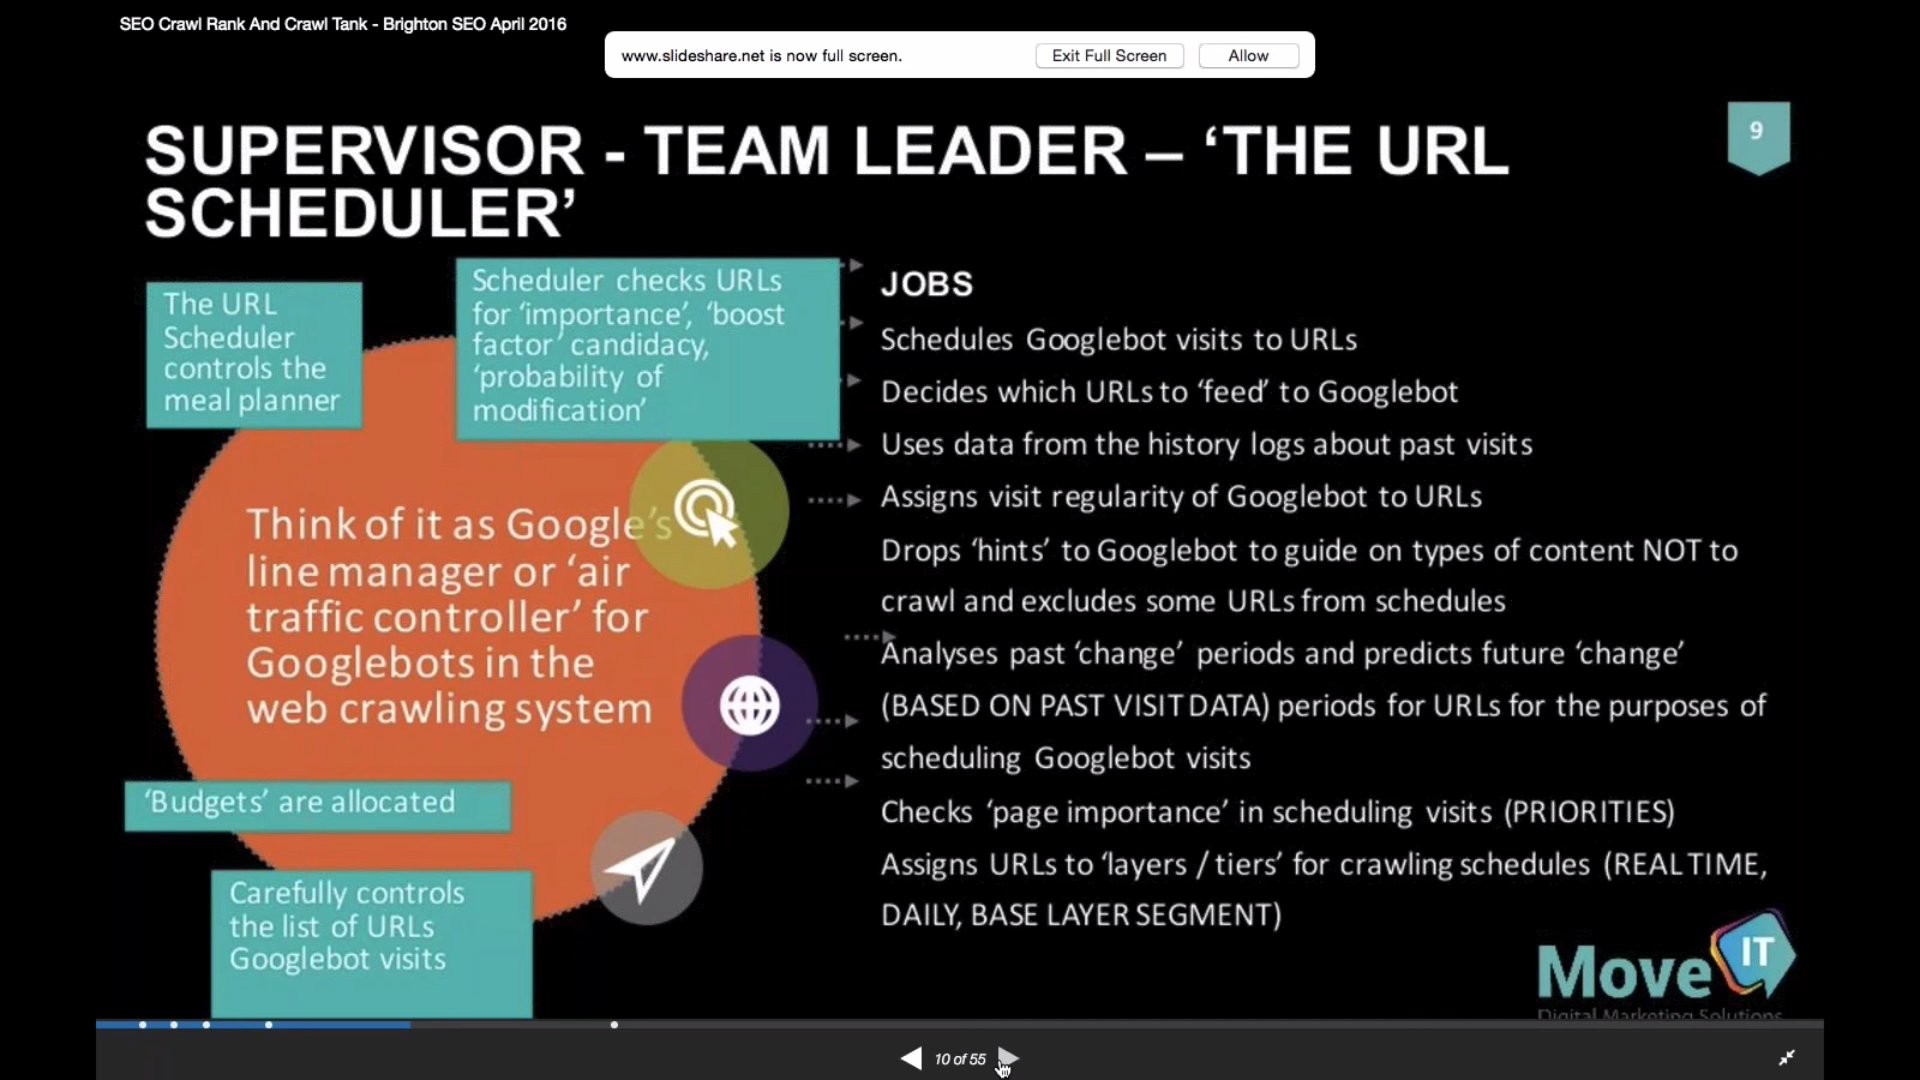 SEO Crawl Rank And Crawl Tank - Brighton SEO April 2016
www.slideshare.net is now full screen.
Exit Full Screen
Allow
SUPERVISOR - TEAM LEADER – ‘THE URL
SCHEDULER’
9
The URL
Scheduler
controls the
meal planner
Scheduler checks URLs
for ‘importance’, ‘boost
factor’ candidacy,
‘probability of
modification’
Think of it as Google’s
line manager or ‘air
traffic controller’ for
Googlebots in the
web crawling system
‘Budgets’ are allocated
Carefully controls
the list of URLs
Googlebot visits
JOBS
Schedules Googlebot visits to URLs
Decides which URLs to ‘feed’ to Googlebot
Uses data from the history logs about past visits
Assigns visit regularity of Googlebot to URLs
Drops ‘hints’ to Googlebot to guide on types of content NOT to
crawl and excludes some URLs from schedules
Analyses past ‘change’ periods and predicts future ‘change’
(BASED ON PAST VISIT DATA) periods for URLs for the purposes of
scheduling Googlebot visits
Checks ‘page importance’ in scheduling visits (PRIORITIES)
Assigns URLs to ‘layers / tiers’ for crawling schedules (REAL TIME,
DAILY, BASE LAYER SEGMENT)
Move IT
Digital Marketing Solutions
10 of 55